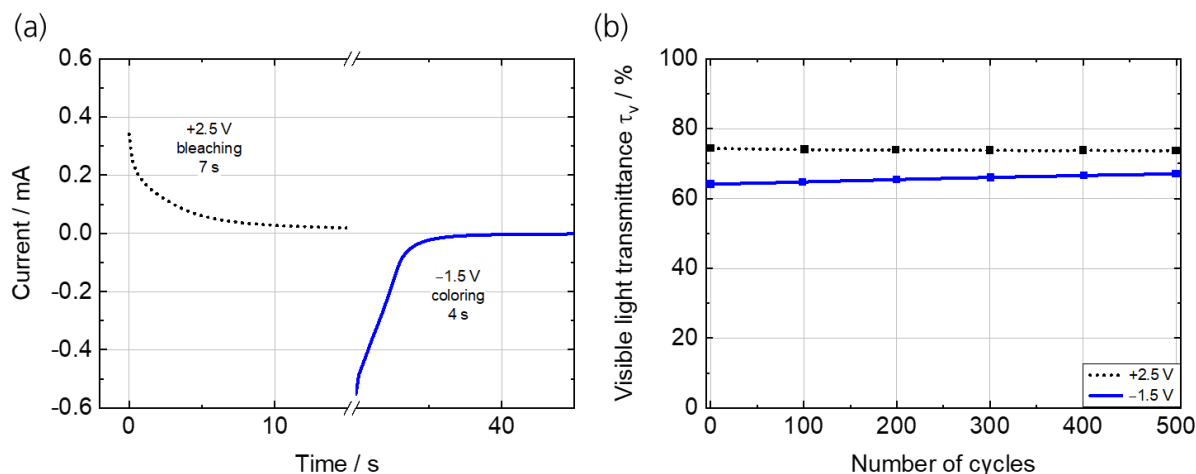 (a)
0.6
0.4
0.2
0.0
-0.2
-0.4
-0.6
Current / mA
+2.5 V
bleaching
7 s
−1.5 V
coloring
4 s
0
10
40
Time / s
(b)
100
80
60
40
20
0
Visible light transmittance τv / %
+2.5 V
−1.5 V
0
100
200
300
400
500
Number of cycles